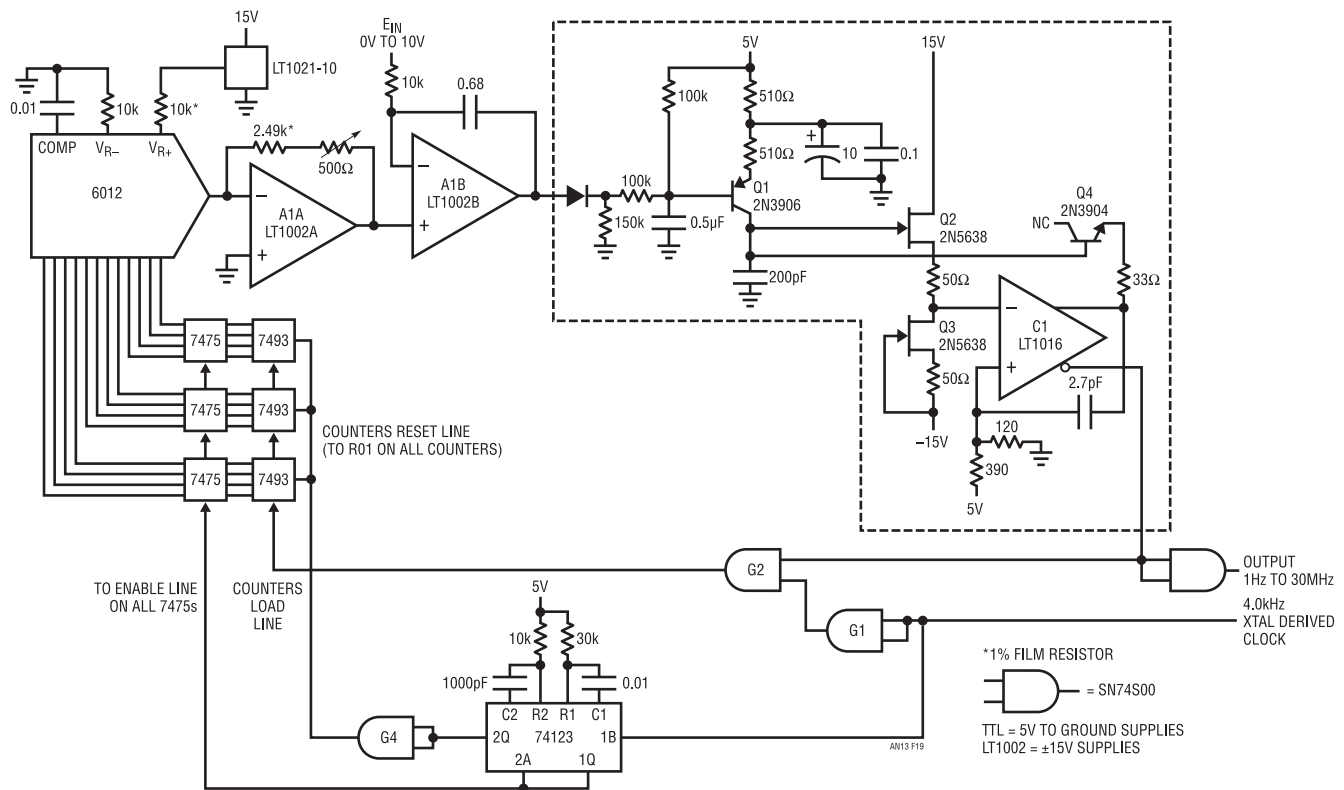 15V
LT1021-10
E_IN
0V TO 10V
10k
0.68
0.01
10k
10k*
COMP
V_R–
V_R+
6012
2.49k*
500Ω
–
+
A1A
LT1002A
–
+
A1B
LT1002B
5V
100k
510Ω
510Ω
+
10
0.1
100k
150k
0.5µF
Q1
2N3906
200pF
15V
Q2
2N5638
Q4
2N3904
NC
50Ω
33Ω
Q3
2N5638
50Ω
–15V
–
+
C1
LT1016
2.7pF
120
390
5V
7475
7493
7475
7493
7475
7493
COUNTERS RESET LINE
(TO R01 ON ALL COUNTERS)
TO ENABLE LINE
ON ALL 7475s
COUNTERS
LOAD
LINE
G2
G1
OUTPUT
1Hz TO 30MHz
4.0kHz
XTAL DERIVED
CLOCK
5V
10k
30k
1000pF
0.01
C2
R2
R1
C1
2Q
74123
1B
2A
1Q
G4
*1% FILM RESISTOR
= SN74S00
TTL = 5V TO GROUND SUPPLIES
LT1002 = ±15V SUPPLIES
AN13 F19